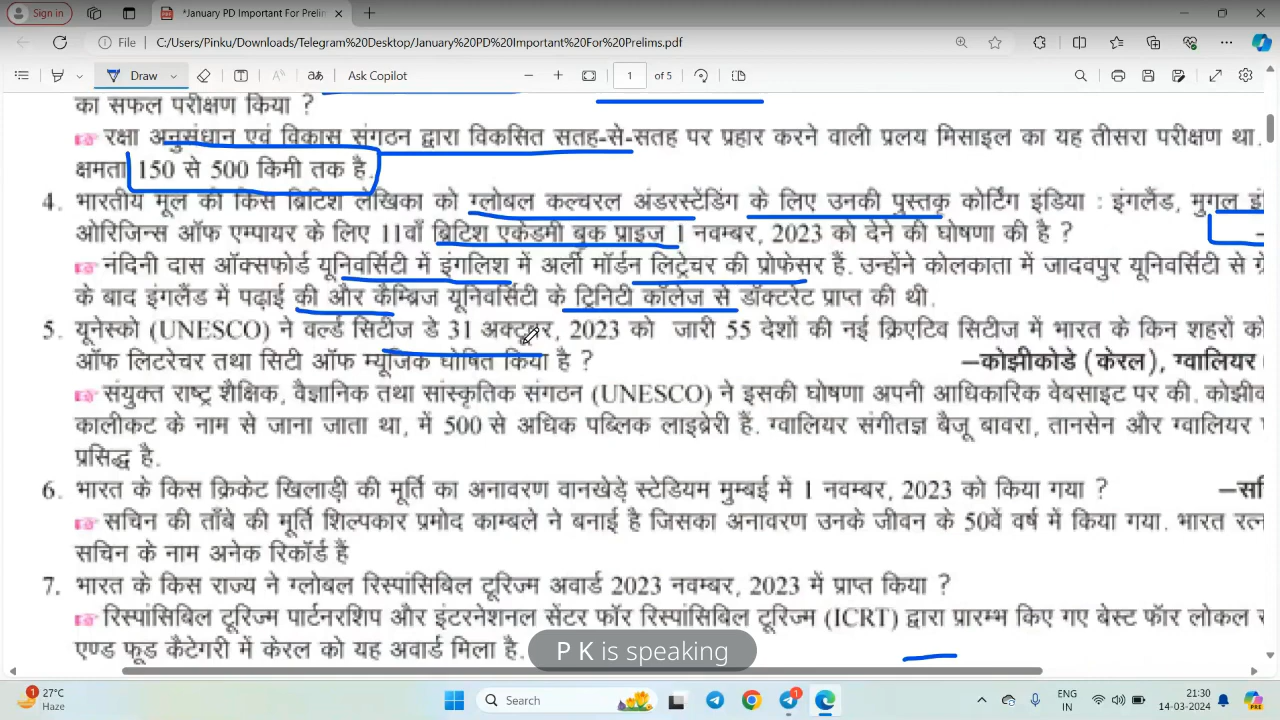 Sign in
*January PD Important For Prelim
File
C:/Users/Pinku/Downloads/Telegram%20Desktop/January%20PD%20Important%20For%20Prelims.pdf
Draw
Ask Copilot
1 of 5
का सफल परीक्षण किया ?
रक्षा अनुसंधान एवं विकास संगठन द्वारा विकसित सतह-से-सतह पर प्रहार करने वाली प्रलय मिसाइल का यह तीसरा परीक्षण था.
क्षमता 150 से 500 किमी तक है.
4. भारतीय मूल की किस ब्रिटिश लेखिका को ग्लोबल कल्चरल अंडरस्टेंडिंग के लिए उनकी पुस्तक कोर्टिंग इंडिया : इंगलैंड, मुगल इं
ओरिजिन्स ऑफ एम्पायर के लिए 11वाँ ब्रिटिश एकेडमी बुक प्राइज 1 नवम्बर, 2023 को देने की घोषणा की है ?
नंदिनी दास ऑक्सफोर्ड यूनिवर्सिटी में इंगलिश में अर्ली मॉर्डन लिट्रेचर की प्रोफेसर हैं. उन्होंने कोलकाता में जादवपुर यूनिवर्सिटी से ग्रे
के बाद इंगलैंड में पढ़ाई की और कैम्ब्रिज यूनिवर्सिटी के ट्रिनिटी कॉलेज से डॉक्टरेट प्राप्त की थी.
5. यूनेस्को (UNESCO) ने वर्ल्ड सिटीज डे 31 अक्टूबर, 2023 को जारी 55 देशों की नई क्रिएटिव सिटीज में भारत के किन शहरों को
ऑफ लिटरेचर तथा सिटी ऑफ म्यूजिक घोषित किया है ?
–कोझीकोडे (केरल), ग्वालियर
संयुक्त राष्ट्र शैक्षिक, वैज्ञानिक तथा सांस्कृतिक संगठन (UNESCO) ने इसकी घोषणा अपनी आधिकारिक वेबसाइट पर की. कोझीक
कालीकट के नाम से जाना जाता था, में 500 से अधिक पब्लिक लाइब्रेरी हैं. ग्वालियर संगीतज्ञ बैजू बावरा, तानसेन और ग्वालियर
प्रसिद्ध है.
6. भारत के किस क्रिकेट खिलाड़ी की मूर्ति का अनावरण वानखेड़े स्टेडियम मुम्बई में 1 नवम्बर, 2023 को किया गया ?
–सचि
सचिन की ताँबे की मूर्ति शिल्पकार प्रमोद काम्बले ने बनाई है जिसका अनावरण उनके जीवन के 50वें वर्ष में किया गया. भारत रत्न
सचिन के नाम अनेक रिकॉर्ड हैं
7. भारत के किस राज्य ने ग्लोबल रिस्पांसिबिल टूरिज्म अवार्ड 2023 नवम्बर, 2023 में प्राप्त किया ?
रिस्पांसिबिल टूरिज्म पार्टनरशिप और इंटरनेशनल सेंटर फॉर रिस्पांसिबिल टूरिज्म (ICRT) द्वारा प्रारम्भ किए गए बेस्ट फॉर लोकल
एण्ड फूड कैटेगरी में केरल को यह अवार्ड मिला है.
P K is speaking
27°C
Haze
Search
ENG
IN
21:30
14-03-2024